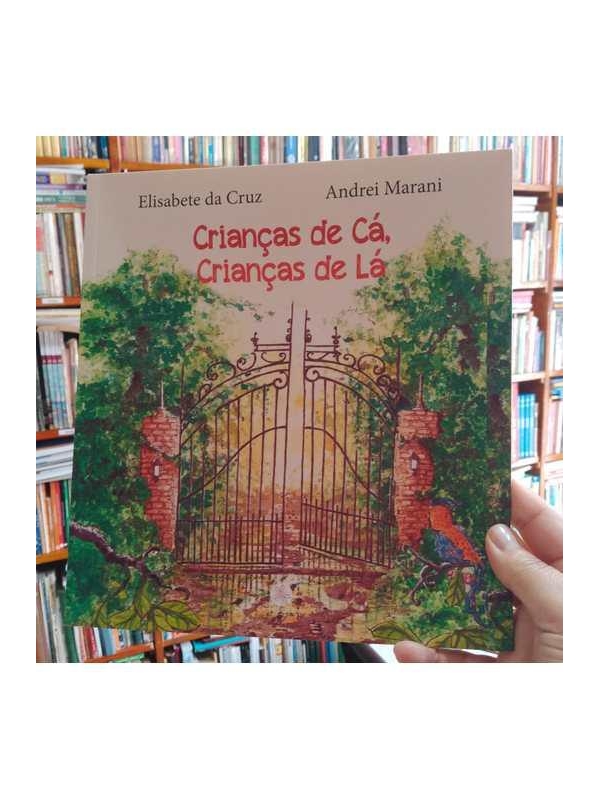 Elisabete da Cruz
Andrei Marani
Crianças de Cá,
Crianças de Lá